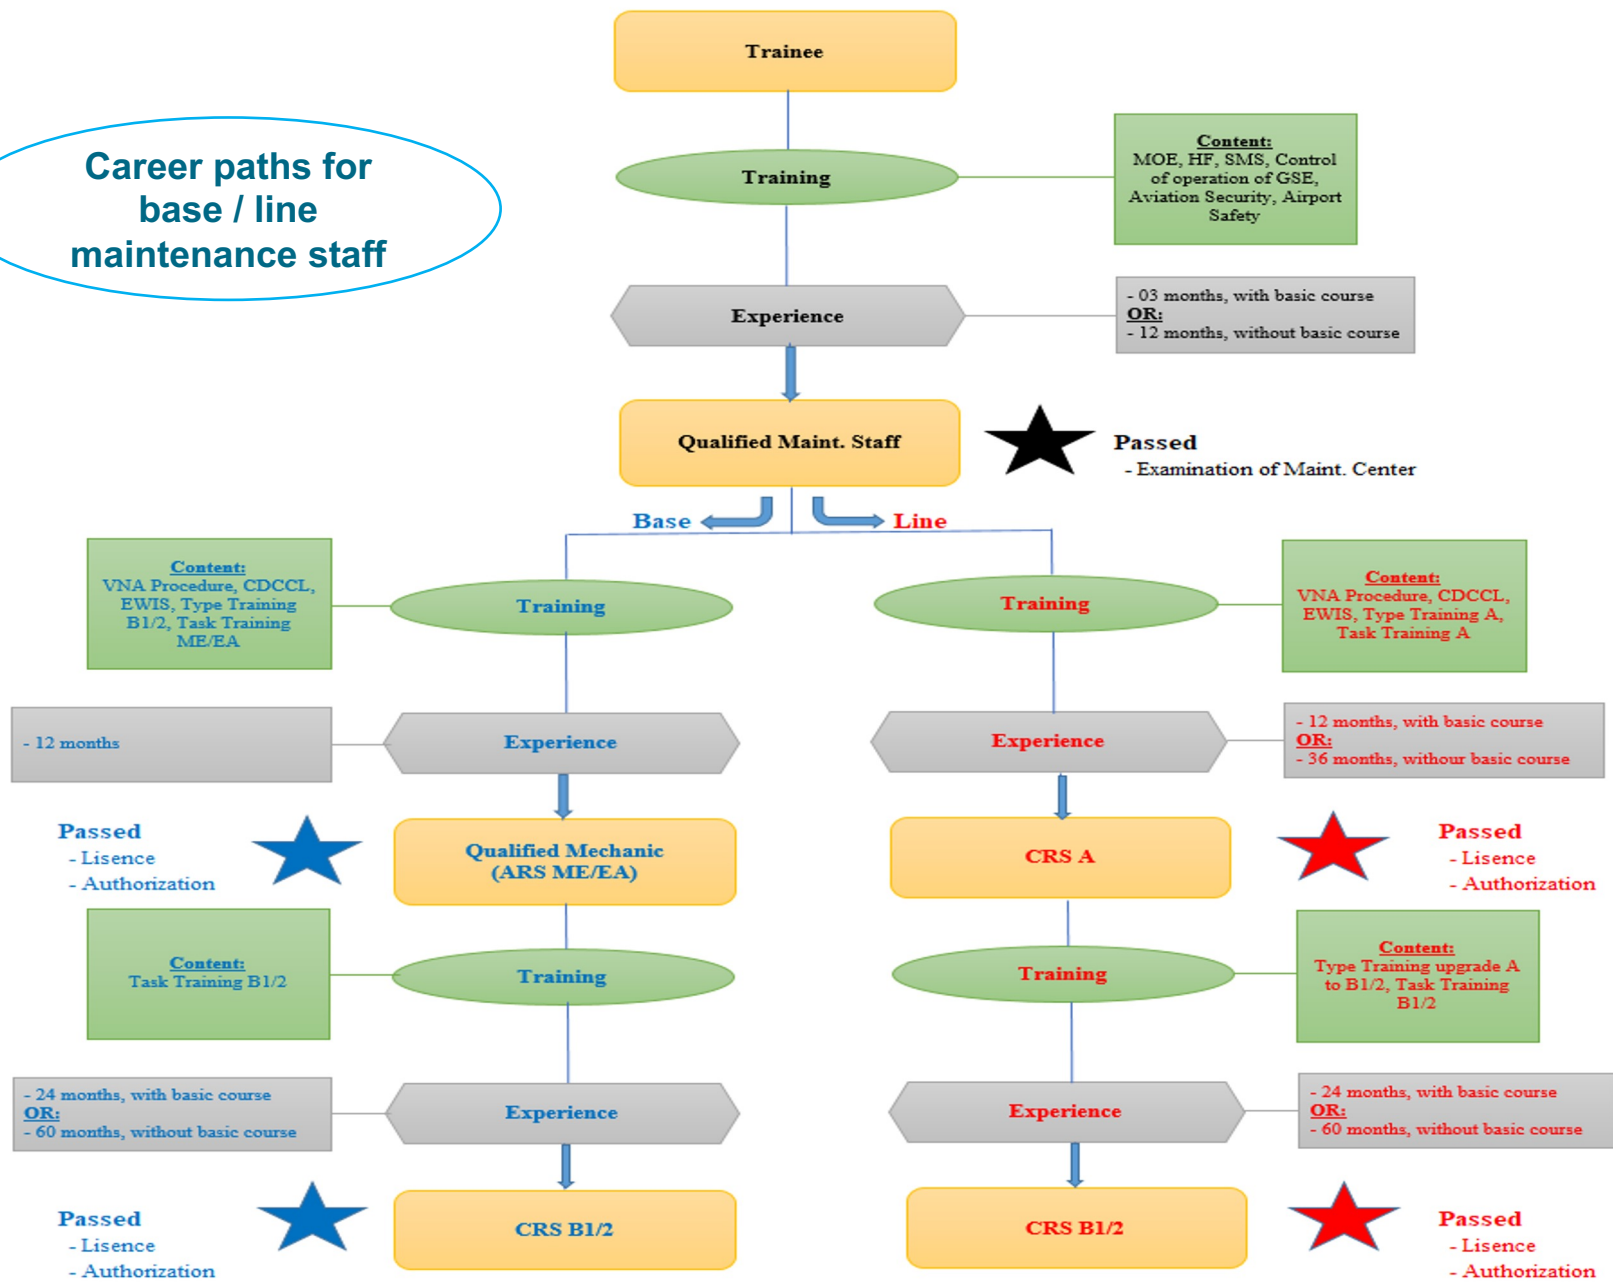 Trainee
Career paths for
base / line
maintenance staff
Training
Content:
MOE, HF, SMS, Control
of operation of GSE,
Aviation Security, Airport
Safety
Experience
- 03 months, with basic course
OR:
- 12 months, without basic course
Qualified Maint. Staff
Passed
- Examination of Maint. Center
Base
Line
Content:
VNA Procedure, CDCCL,
EWIS, Type Training
B1/2, Task Training
ME/EA
Training
Training
Content:
VNA Procedure, CDCCL,
EWIS, Type Training A,
Task Training A
- 12 months
Experience
Experience
- 12 months, with basic course
OR:
- 36 months, withour basic course
Passed
- Lisence
- Authorization
Qualified Mechanic
(ARS ME/EA)
CRS A
Passed
- Lisence
- Authorization
Content:
Task Training B1/2
Training
Training
Content:
Type Training upgrade A
to B1/2, Task Training
B1/2
- 24 months, with basic course
OR:
- 60 months, without basic course
Experience
Experience
- 24 months, with basic course
OR:
- 60 months, without basic course
Passed
- Lisence
- Authorization
CRS B1/2
CRS B1/2
Passed
- Lisence
- Authorization